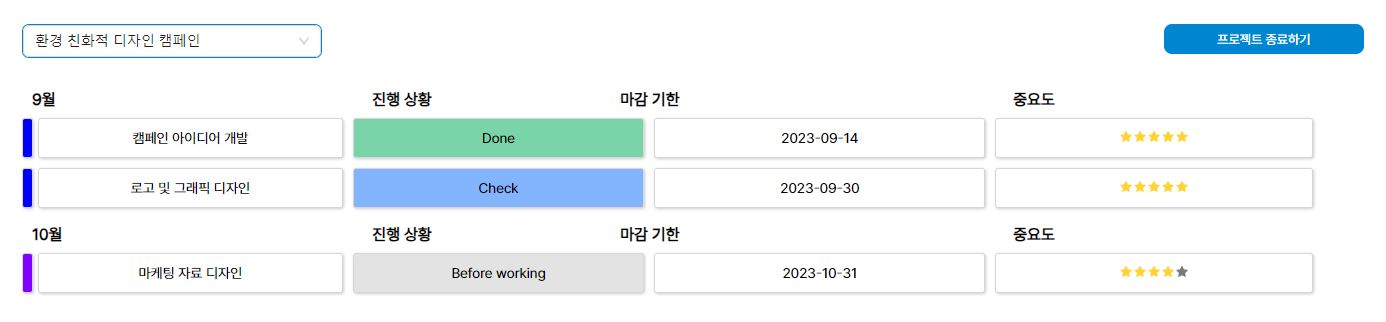 환경 친화적 디자인 캠페인
프로젝트 종료하기
9월 진행 상황 마감 기한 중요도
캠페인 아이디어 개발 Done 2023-09-14
로고 및 그래픽 디자인 Check 2023-09-30
10월 진행 상황 마감 기한 중요도
마케팅 자료 디자인 Before working 2023-10-31